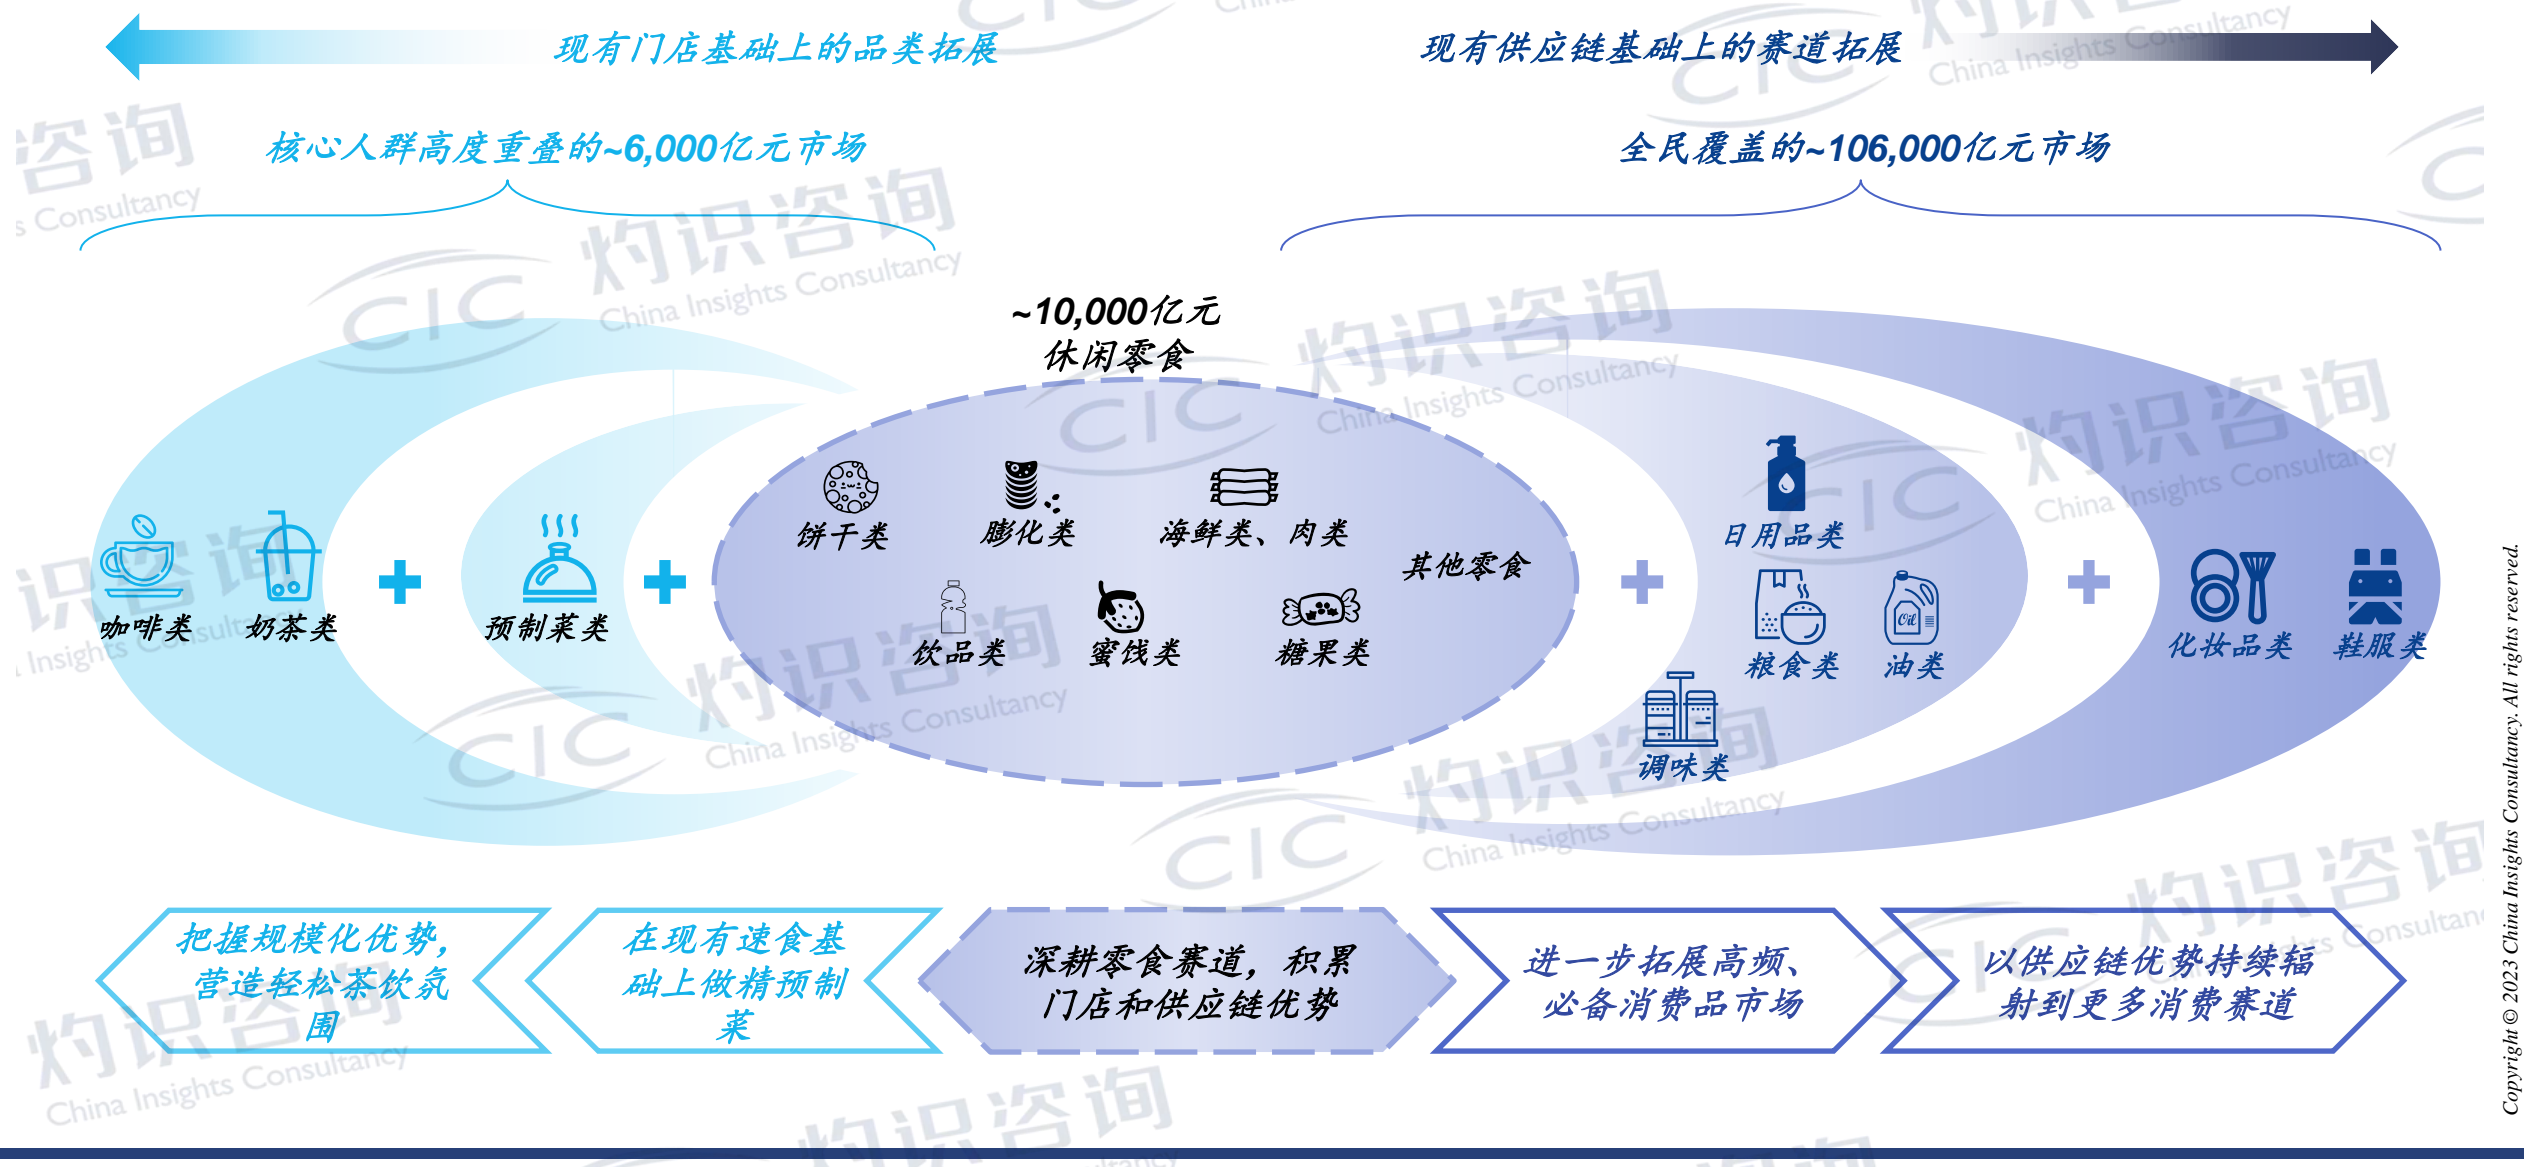 现有门店基础上的品类拓展
现有供应链基础上的赛道拓展
核心人群高度重叠的~6,000亿元市场
全民覆盖的~106,000亿元市场
~10,000亿元
休闲零食
咖啡类
奶茶类
预制菜类
饼干类
膨化类
海鲜类、肉类
其他零食
饮品类
蜜饯类
糖果类
日用品类
粮食类
油类
Oil
调味类
化妆品类
鞋服类
把握规模化优势，
营造轻松茶饮氛
围
在现有速食基
础上做精预制
菜
深耕零食赛道，积累
门店和供应链优势
进一步拓展高频、
必备消费品市场
以供应链优势持续辐
射到更多消费赛道
Copyright © 2023 China Insights Consultancy. All rights reserved.
CIC
灼识咨询
China Insights Consultancy